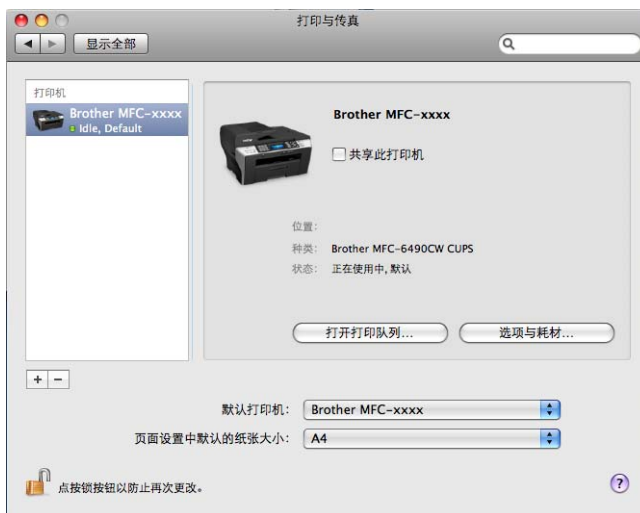 打印与传真
显示全部
打印机
Brother MFC-xxxx
Idle, Default
Brother MFC-xxxx
共享此打印机
位置：
种类： Brother MFC-6490CW CUPS
状态： 正在使用中, 默认
打开打印队列...
选项与耗材...
+ −
默认打印机： Brother MFC-xxxx
页面设置中默认的纸张大小： A4
点按锁按钮以防止再次更改。
?